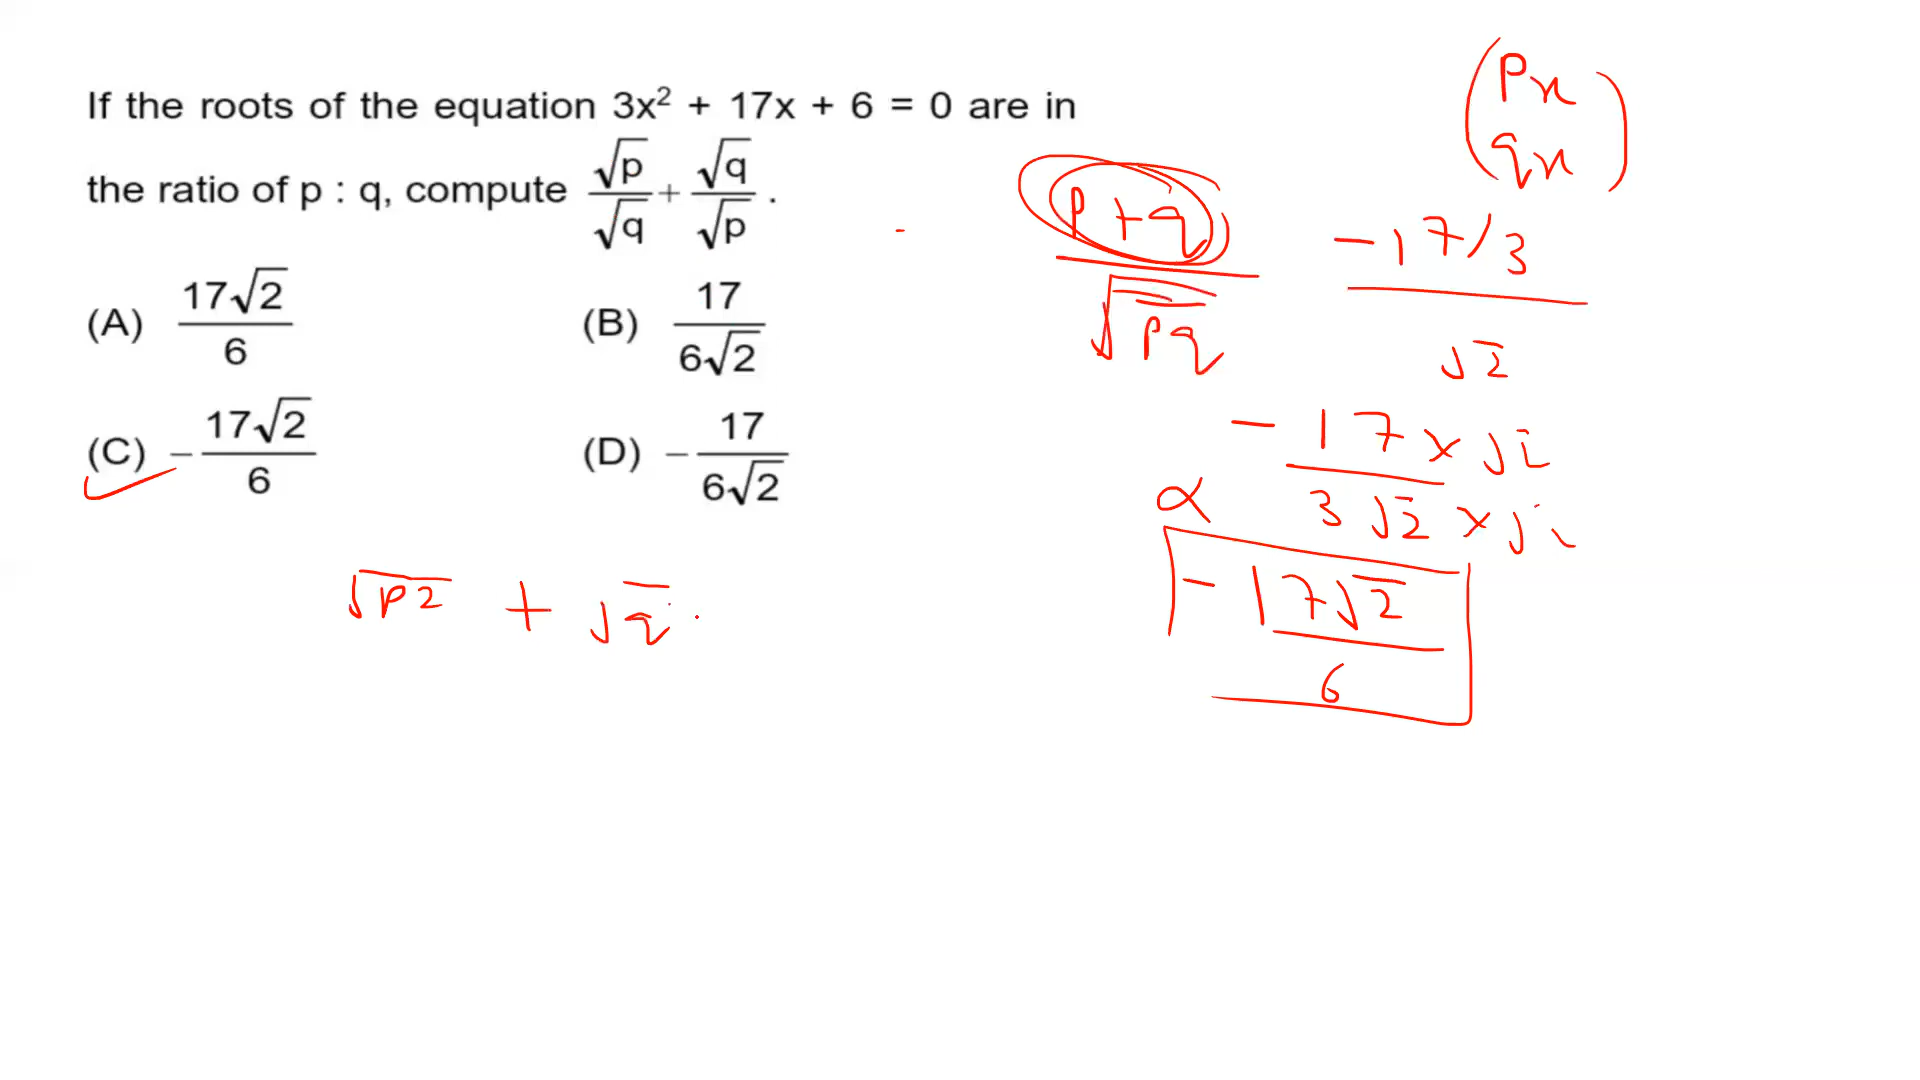 If the roots of the equation 3x² + 17x + 6 = 0 are in
the ratio of p : q, compute √p/√q + √q/√p .
(A) 17√2/6
(B) 17/6√2
(C) -17√2/6
(D) -17/6√2
√p2 + √q
px
qx
p+q/√pq
-17/3
√2
-17×√2
3√2×√2
α
-17√2
6